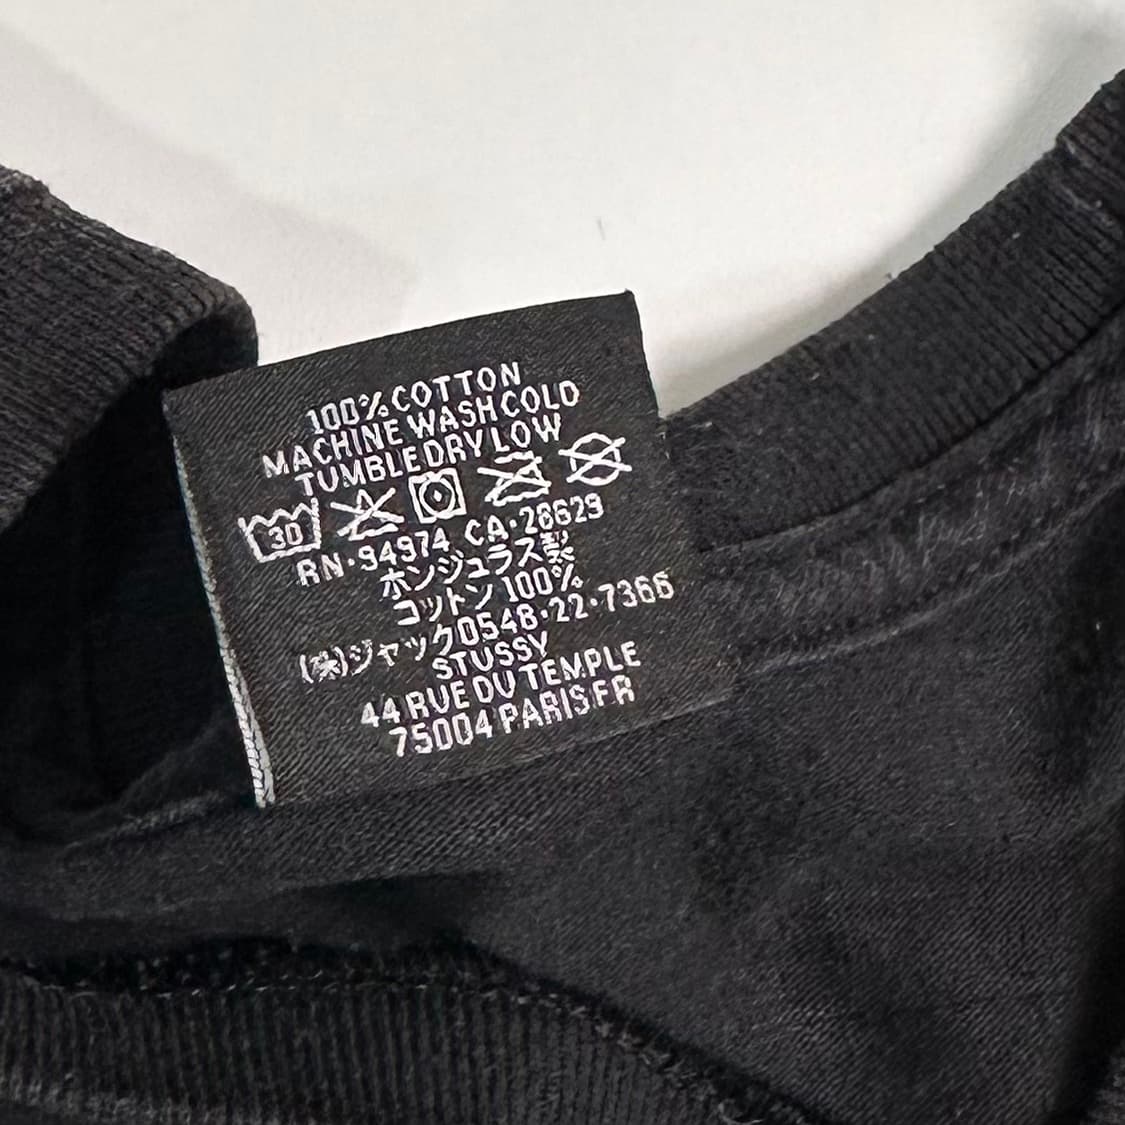 100% COTTON
MACHINE WASH COLD
TUMBLE DRY LOW
30
RN·94974 CA·28629
ホンジュラス製
コットン100%
(株)ジャック0548·22·7366
STUSSY
44 RUE DU TEMPLE
75004 PARIS FR